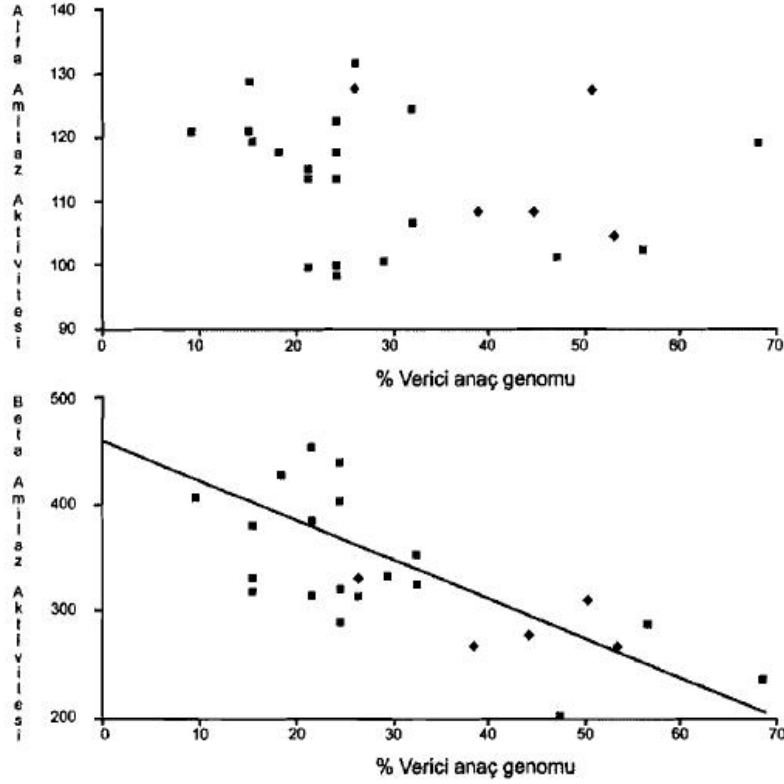 Alfa Amilaz Aktivitesi
140
130
120
110
100
90
0 10 20 30 40 50 60 70
% Verici anaç genomu
Beta Amilaz Aktivitesi
500
400
300
200
0 10 20 30 40 50 60 70
% Verici anaç genomu